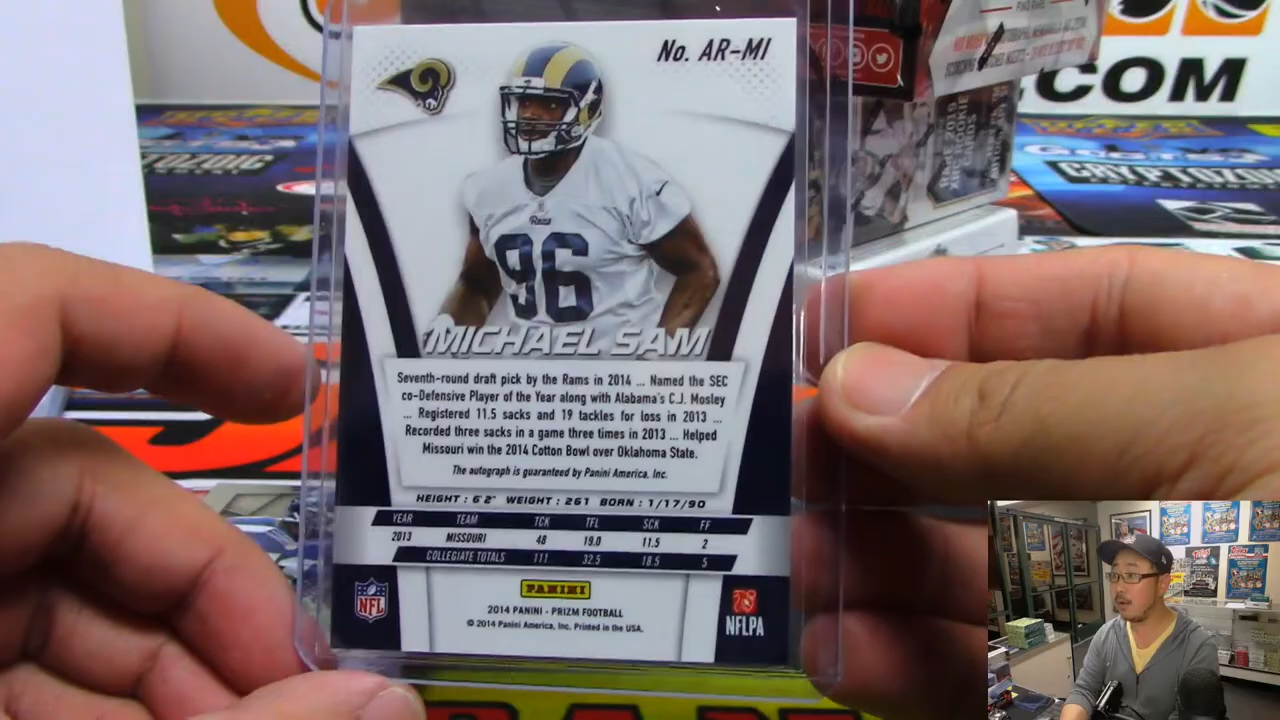 No. AR-MI
Rams
96
MICHAEL SAM
Seventh-round draft pick by the Rams in 2014 ... Named the SEC
co-Defensive Player of the Year along with Alabama's C.J. Mosley
... Registered 11.5 sacks and 19 tackles for loss in 2013 ...
Recorded three sacks in a game three times in 2013 ... Helped
Missouri win the 2014 Cotton Bowl over Oklahoma State.
The autograph is guaranteed by Panini America, Inc.
HEIGHT : 6'2" WEIGHT : 261 BORN : 1/17/90
YEAR TEAM TCK TFL SCK FF
2013 MISSOURI 48 19.0 11.5 2
COLLEGIATE TOTALS 111 32.5 18.5 5
PANINI
NFL
NFLPA
2014 PANINI - PRIZM FOOTBALL
© 2014 Panini America, Inc. Printed in the USA.
.COM
CRYPTOZOIC
Topps